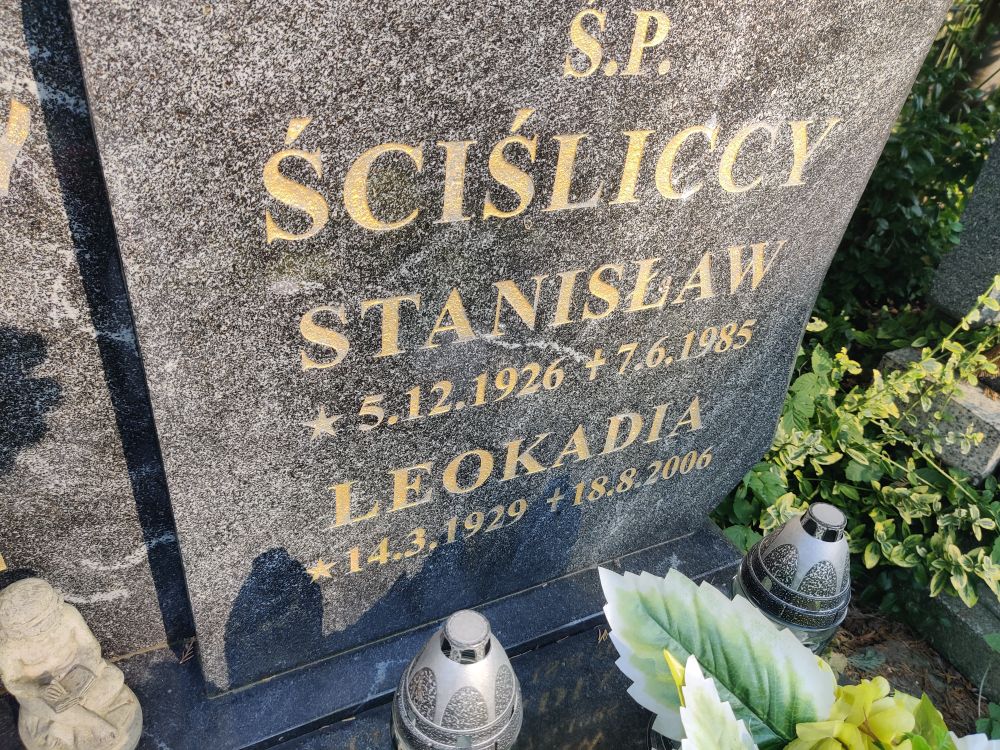 Ś.P.
ŚCIŚLICCY
STANISŁAW
★ 5.12.1926 + 7.6.1985
LEOKADIA
★ 14.3.1929 + 18.8.2006